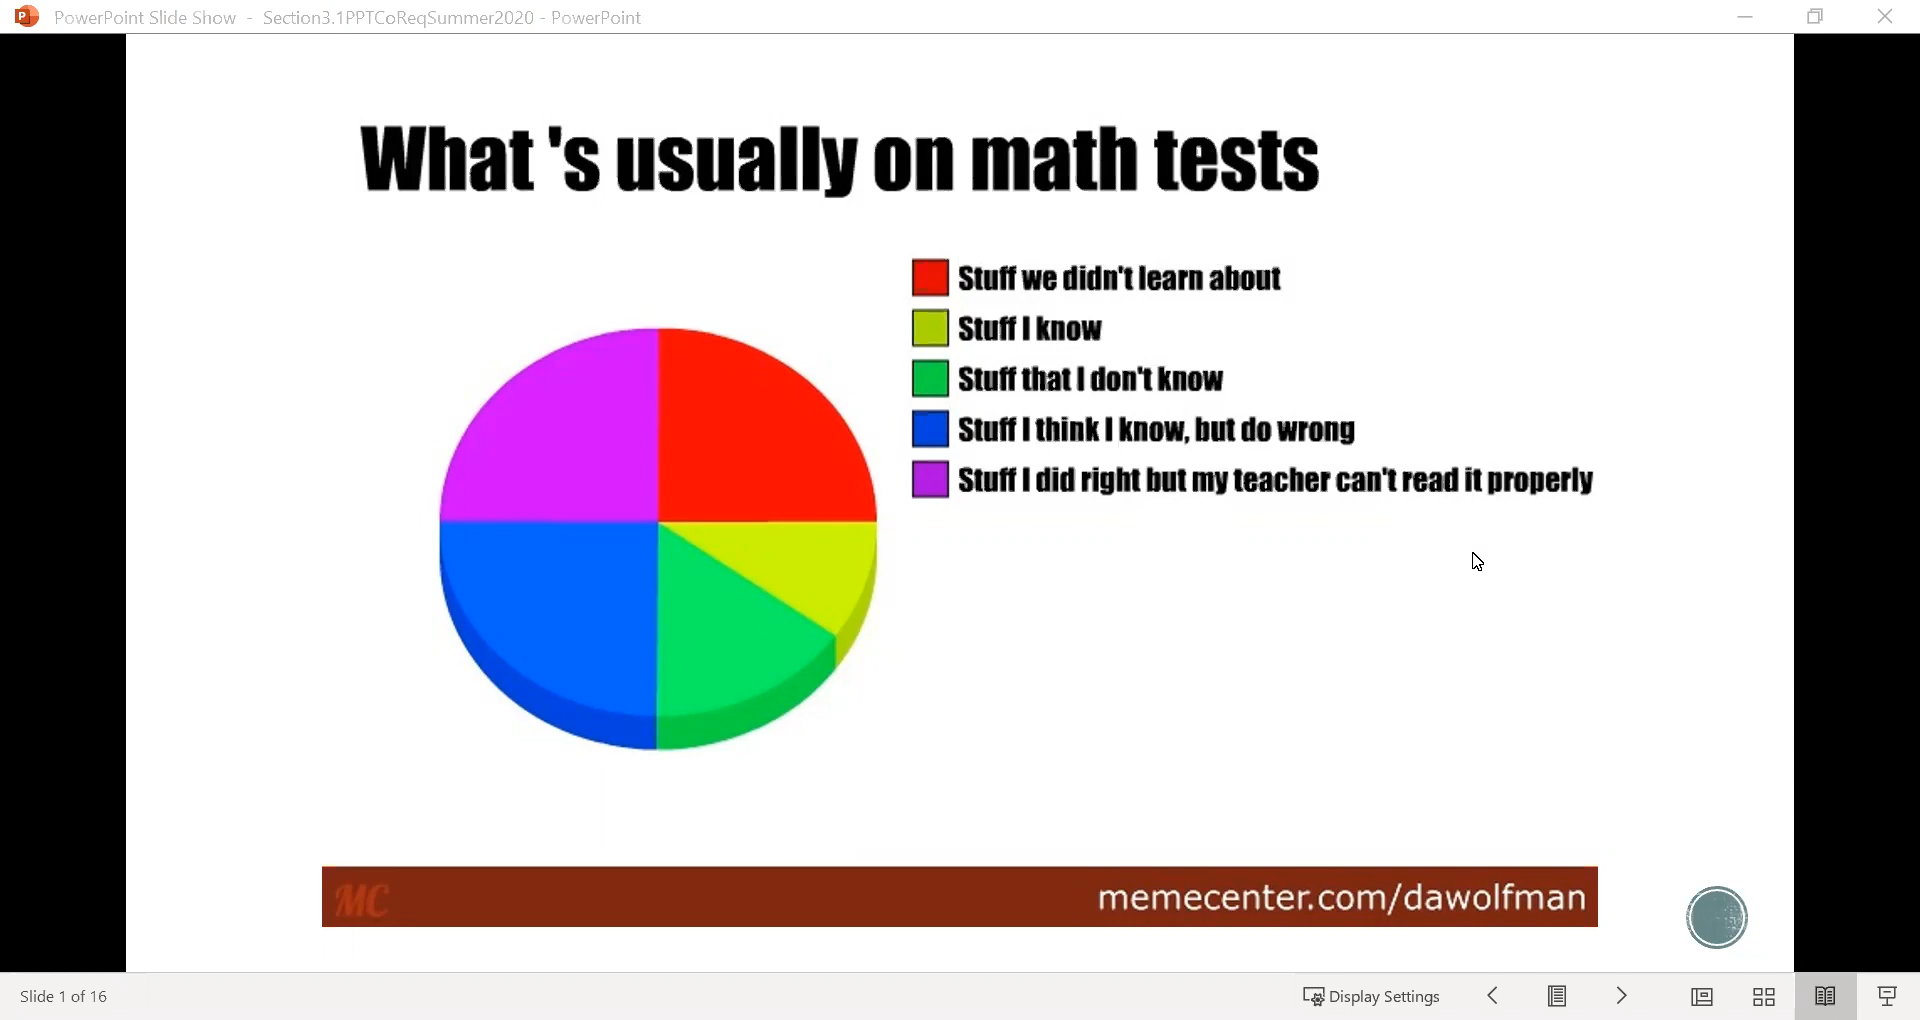 PowerPoint Slide Show - Section3.1PPTCoReqSummer2020 - PowerPoint
What 's usually on math tests
Stuff we didn't learn about
Stuff I know
Stuff that I don't know
Stuff I think I know, but do wrong
Stuff I did right but my teacher can't read it properly
MC
memecenter.com/dawolfman
Slide 1 of 16
Display Settings